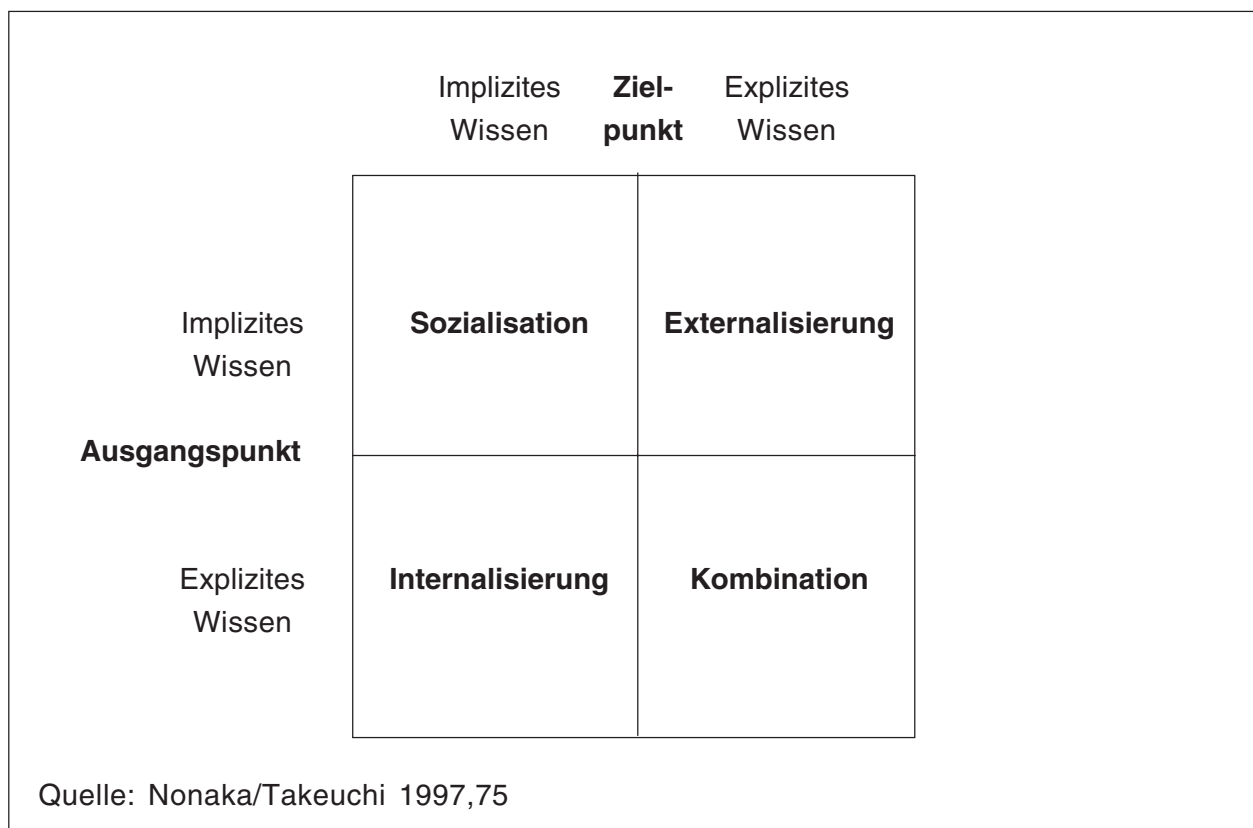 Implizites Ziel- Explizites
Wissen punkt Wissen
Implizites Sozialisation Externalisierung
Wissen
Ausgangspunkt
Explizites Internalisierung Kombination
Wissen
Quelle: Nonaka/Takeuchi 1997,75